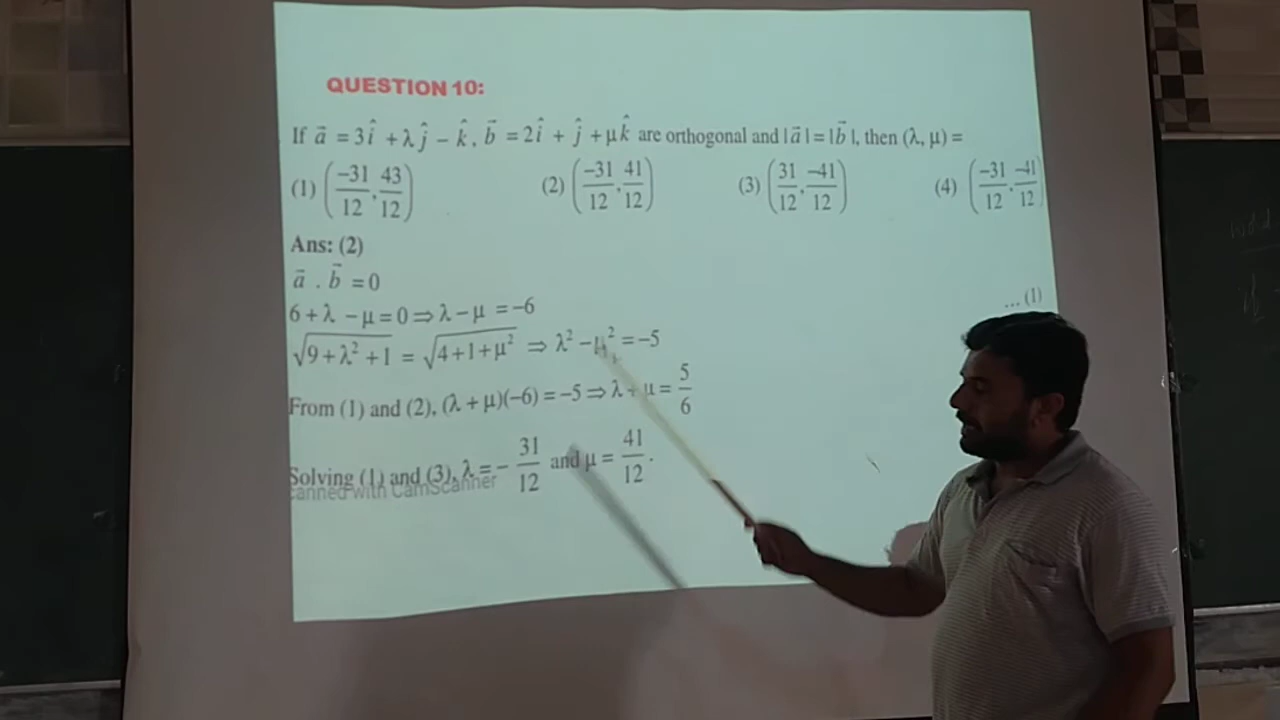 QUESTION 10:
If a⃗ = 3î + λĵ − k̂, b⃗ = 2î + ĵ + μk̂ are orthogonal and |a⃗| = |b⃗|, then (λ, μ) =
(1) (−31/12, 43/12) (2) (−31/12, 41/12) (3) (31/12, −41/12) (4) (−31/12, −41/12)
Ans: (2)
a⃗ . b⃗ = 0
6 + λ − μ = 0 ⇒ λ − μ = −6 ... (1)
√(9 + λ² + 1) = √(4 + 1 + μ²) ⇒ λ² − μ² = −5
From (1) and (2), (λ + μ)(−6) = −5 ⇒ λ + μ = 5/6
Solving (1) and (3), λ = − 31/12 and μ = 41/12.
canned with CamScanner